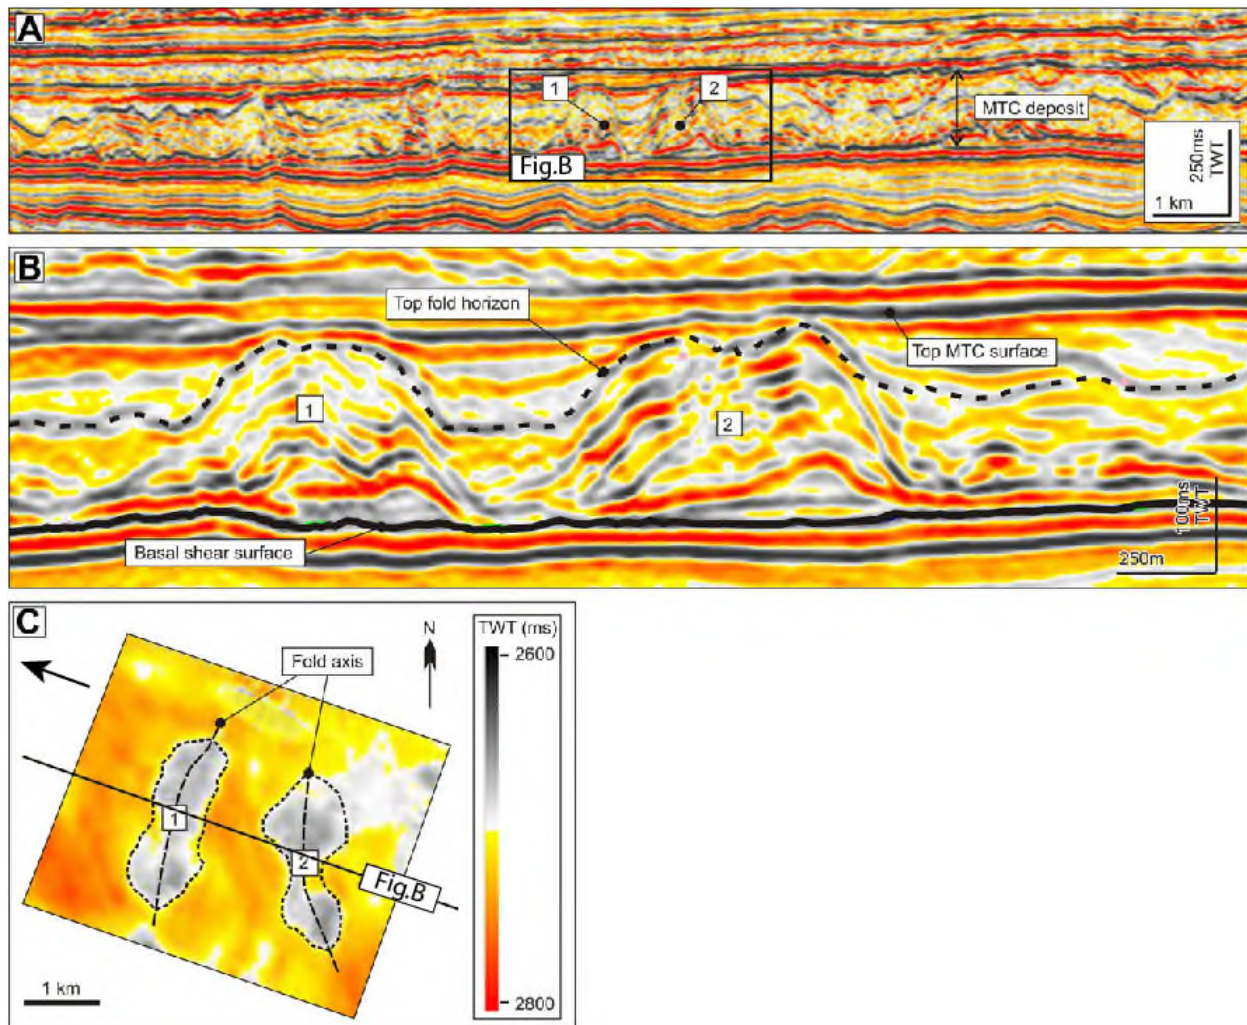 A
1
2
MTC deposit
Fig.B
250ms
TWT
1 km
B
Top fold horizon
Top MTC surface
1
2
Basal shear surface
100ms
TWT
250m
C
N
TWT (ms)
2600
Fold axis
1
2
Fig.B
1 km
2800